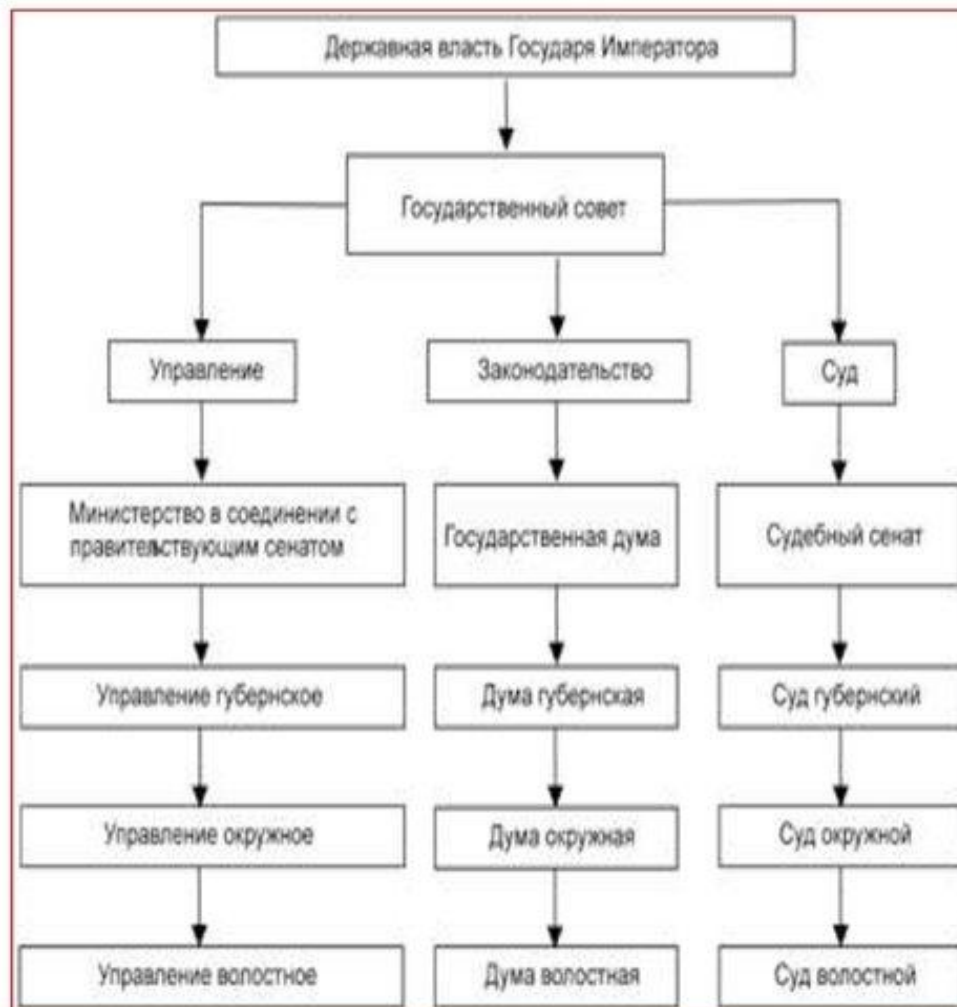 Державная власть Государя Императора
Государственный совет
Управление
Законодательство
Суд
Министерство в соединении с
правительствующим сенатом
Государственная дума
Судебный сенат
Управление губернское
Дума губернская
Суд губернский
Управление окружное
Дума окружная
Суд окружной
Управление волостное
Дума волостная
Суд волостной